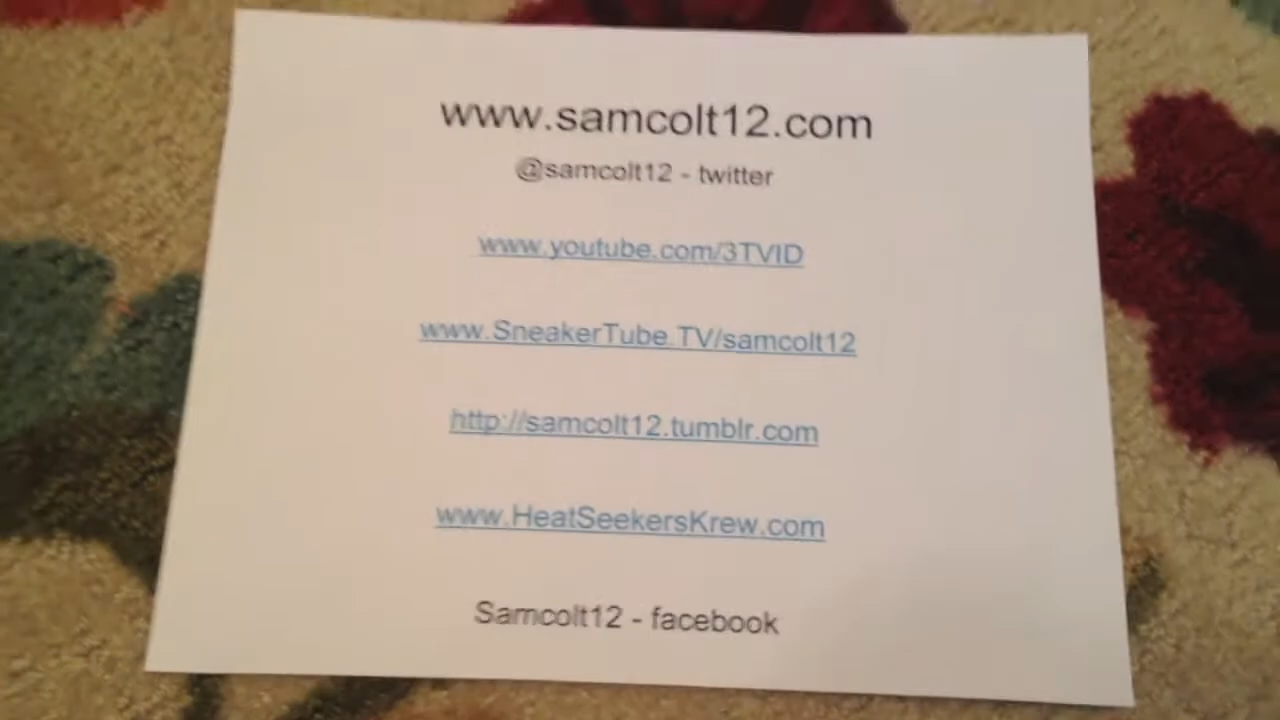 www.samcolt12.com
@samcolt12 - twitter
www.youtube.com/3TVID
www.SneakerTube.TV/samcolt12
http://samcolt12.tumblr.com
www.HeatSeekersKrew.com
Samcolt12 - facebook